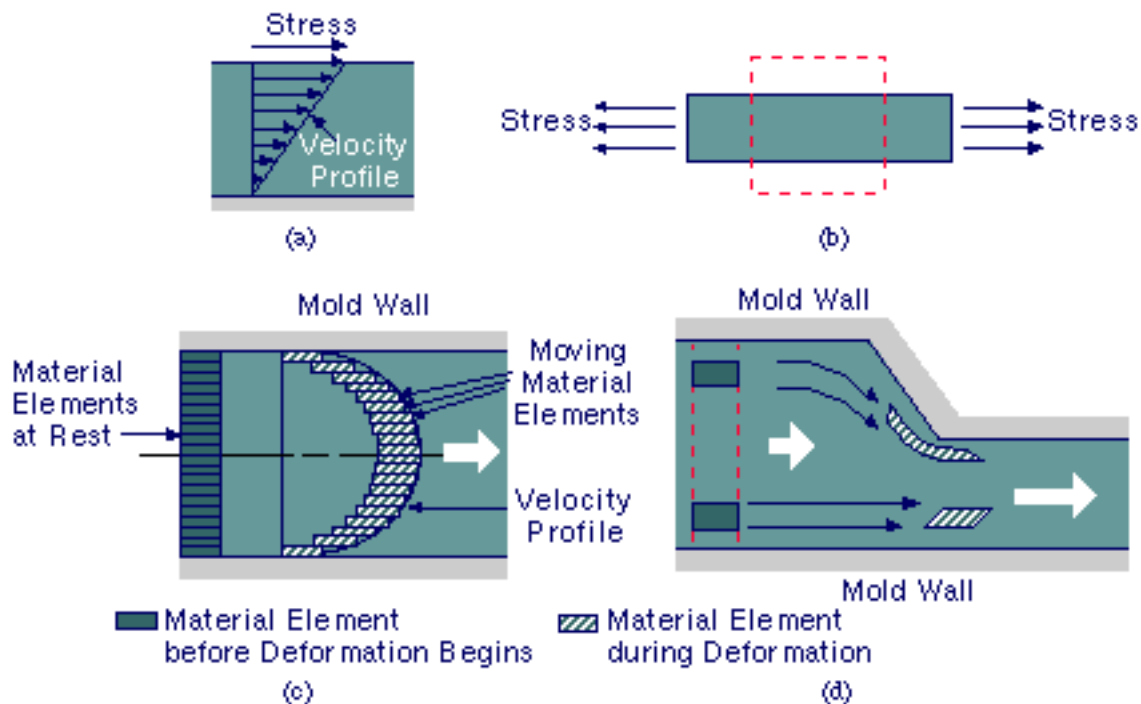 Stress
Velocity
Profile
(a)
Stress
Stress
(b)
Mold Wall
Material
Elements
at Rest
Moving
Material
Elements
Velocity
Profile
Material Element
before Deformation Begins
(c)
Mold Wall
Mold Wall
Material Element
during Deformation
(d)